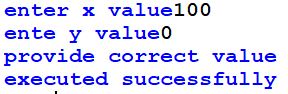 enter x value100
ente y value0
provide correct value
executed successfully